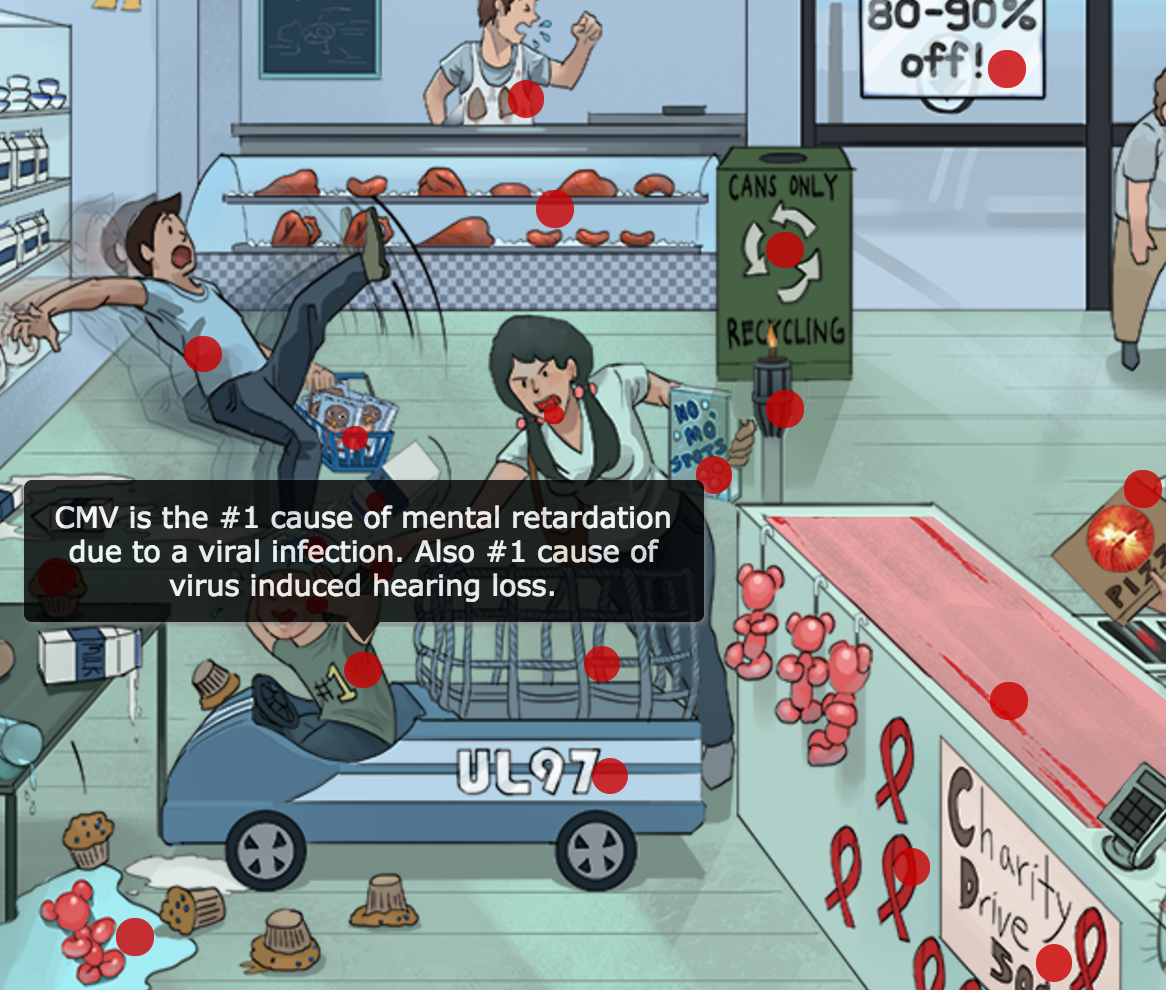 80-90%
off!
CANS ONLY
RECYCLING
NO
MO
SPOTS
CMV is the #1 cause of mental retardation
due to a viral infection. Also #1 cause of
virus induced hearing loss.
MILK
#1
UL97
PIZZ
Charity
Drive
50¢